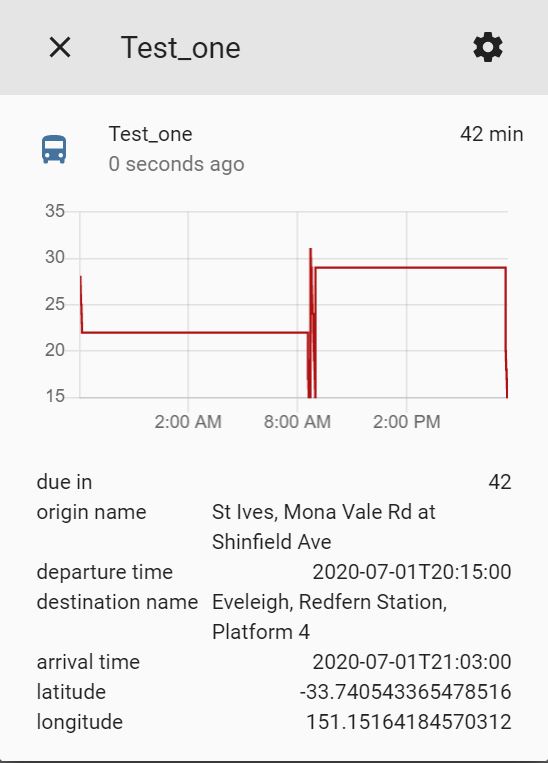 Test_one
Test_one 42 min
0 seconds ago
35
30
25
20
15
2:00 AM 8:00 AM 2:00 PM
due in 42
origin name St Ives, Mona Vale Rd at
Shinfield Ave
departure time 2020-07-01T20:15:00
destination name Eveleigh, Redfern Station,
Platform 4
arrival time 2020-07-01T21:03:00
latitude -33.740543365478516
longitude 151.15164184570312